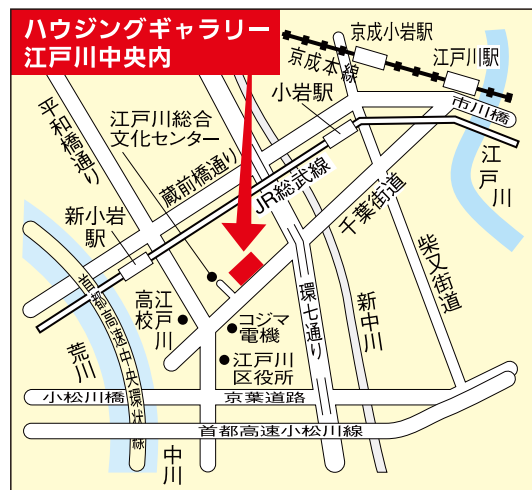 ハウジングギャラリー
江戸川中央内
京成小岩駅
江戸川駅
京成本線
小岩駅
市川橋
江戸川
平和橋通り
江戸川総合
文化センター
蔵前橋通り
JR総武線
千葉街道
新小岩
駅
柴又街道
首都高速中央環状線
江戸川
高校
コジマ
電機
環七通り
新中川
荒川
江戸川
区役所
小松川橋
京葉道路
首都高速小松川線
中川